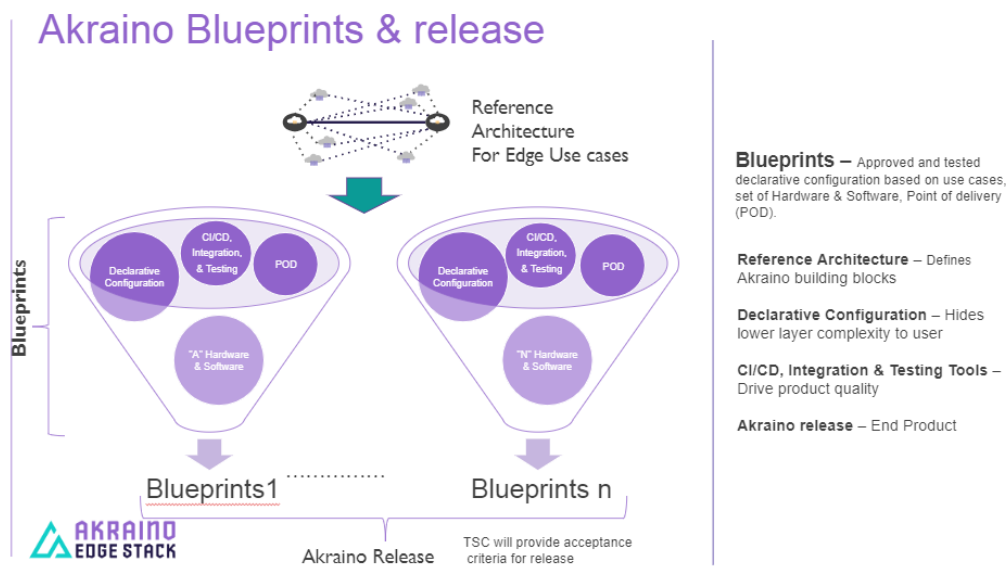 Akraino Blueprints & release
Reference
Architecture
For Edge Use cases
Blueprints
Declarative
Configuration
CI/CD,
Integration,
& Testing
POD
"A" Hardware
& Software
Declarative
Configuration
CI/CD,
Integration,
& Testing
POD
"N" Hardware
& Software
Blueprints1
....................
Blueprints n
Akraino Release
TSC will provide acceptance
criteria for release
AKRAINO
EDGE STACK
Blueprints – Approved and tested
declarative configuration based on use cases,
set of Hardware & Software, Point of delivery
(POD).
Reference Architecture – Defines
Akraino building blocks
Declarative Configuration – Hides
lower layer complexity to user
CI/CD, Integration & Testing Tools –
Drive product quality
Akraino release – End Product